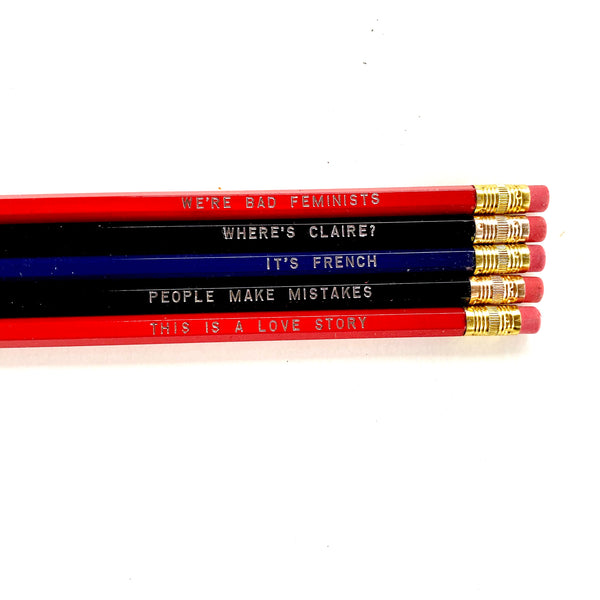 WE'RE BAD FEMINISTS
WHERE'S CLAIRE?
IT'S FRENCH
PEOPLE MAKE MISTAKES
THIS IS A LOVE STORY